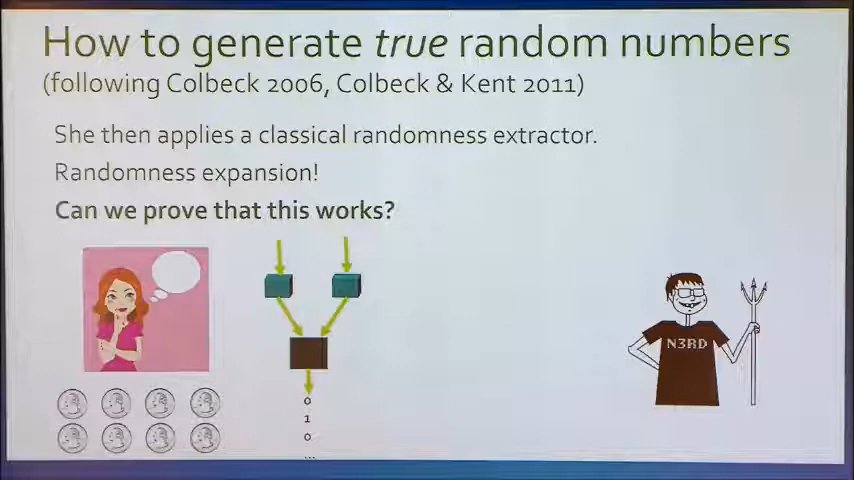 How to generate true random numbers
(following Colbeck 2006, Colbeck & Kent 2011)
She then applies a classical randomness extractor.
Randomness expansion!
Can we prove that this works?
N3RD
0
1
0
...